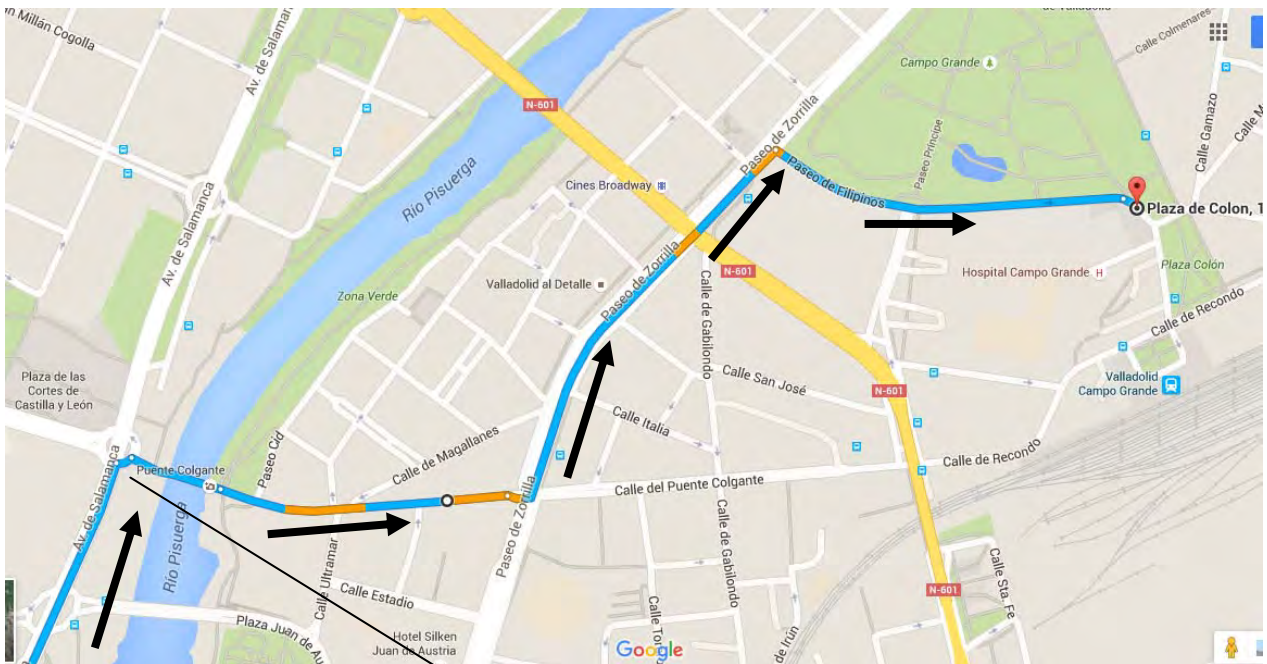 de Valladolid
n Millán Cogolla
Av. de Salamanca
Calle Colmenares
Campo Grande
N-601
Paseo de Zorrilla
Calle Gamazo
Calle M
Río Pisuerga
Cines Broadway
Paseo de Filipinos
Paseo Príncipe
Plaza de Colon, 1
Av. de Salamanca
Paseo de Zorrilla
N-601
Hospital Campo Grande
H
Plaza Colón
Valladolid al Detalle
Zona Verde
Calle de Gabilondo
Calle de Recondo
Plaza de las
Cortes de
Castilla y León
Calle San José
Valladolid
Campo Grande
N-601
Calle Italia
Calle de Magallanes
Paseo Cid
Puente Colgante
Calle de Recondo
Av. de Salamanca
Calle del Puente Colgante
Paseo de Zorrilla
Río Pisuerga
Calle Ultramar
Calle de Gabilondo
Calle Estadio
N-601
Calle Sta. Fe
Plaza Juan de Au
Hotel Silken
Juan de Austria
Calle Tor
de Irún
Google